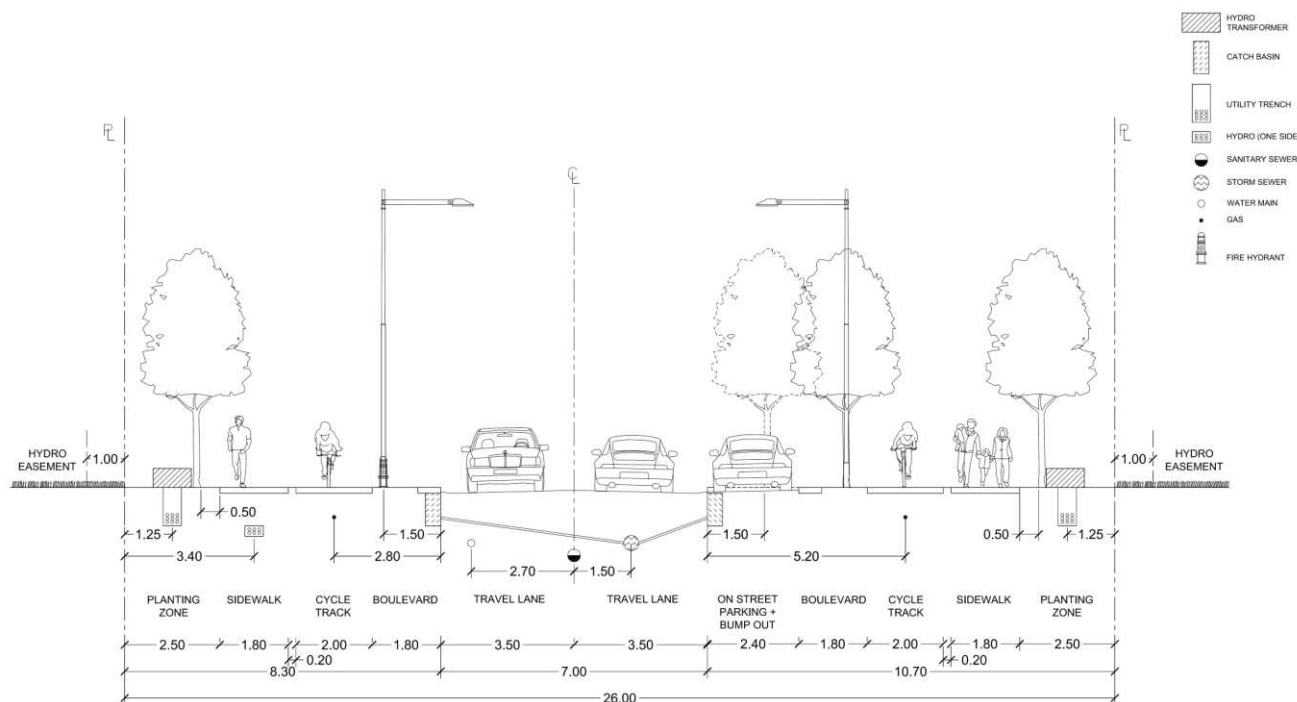 HYDRO
TRANSFORMER
CATCH BASIN
UTILITY TRENCH
HYDRO (ONE SIDE
SANITARY SEWER
STORM SEWER
WATER MAIN
GAS
FIRE HYDRANT
PL
CL
PL
HYDRO
EASEMENT
1.00
1.00
HYDRO
EASEMENT
0.50
1.25
3.40
1.50
2.80
2.70
1.50
1.50
5.20
0.50
1.25
PLANTING
ZONE
SIDEWALK
CYCLE
TRACK
BOULEVARD
TRAVEL LANE
TRAVEL LANE
ON STREET
PARKING +
BUMP OUT
BOULEVARD
CYCLE
TRACK
SIDEWALK
PLANTING
ZONE
2.50 1.80 2.00 1.80 3.50 3.50 2.40 1.80 2.00 1.80 2.50
0.20 0.20
8.30 7.00 10.70
26.00